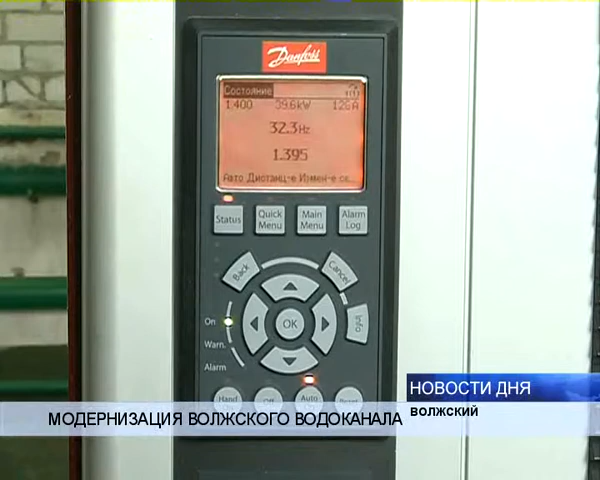 Danfoss
Состояние
1.400 39.6kW 126A
32.3Hz
1.395
Авто Дистанц-е Измен-е ск...
Status Quick Menu Main Menu Alarm Log
Back Cancel
Info
OK
On
Warn.
Alarm
Hand Off Auto Reset
НОВОСТИ ДНЯ
волжский
МОДЕРНИЗАЦИЯ ВОЛЖСКОГО ВОДОКАНАЛА